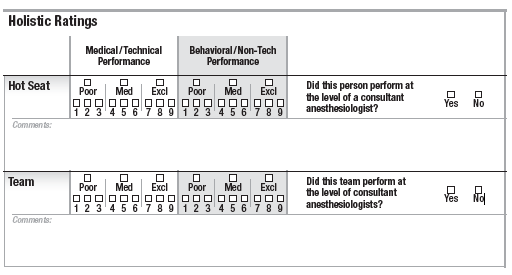 Holistic Ratings
Medical/Technical Performance
Behavioral/Non-Tech Performance
Hot Seat
Poor Med Excl Poor Med Excl
1 2 3 4 5 6 7 8 9 1 2 3 4 5 6 7 8 9
Did this person perform at
the level of a consultant
anesthesiologist?
Yes No
Comments:
Team
Poor Med Excl Poor Med Excl
1 2 3 4 5 6 7 8 9 1 2 3 4 5 6 7 8 9
Did this team perform at
the level of consultant
anesthesiologists?
Yes No
Comments: